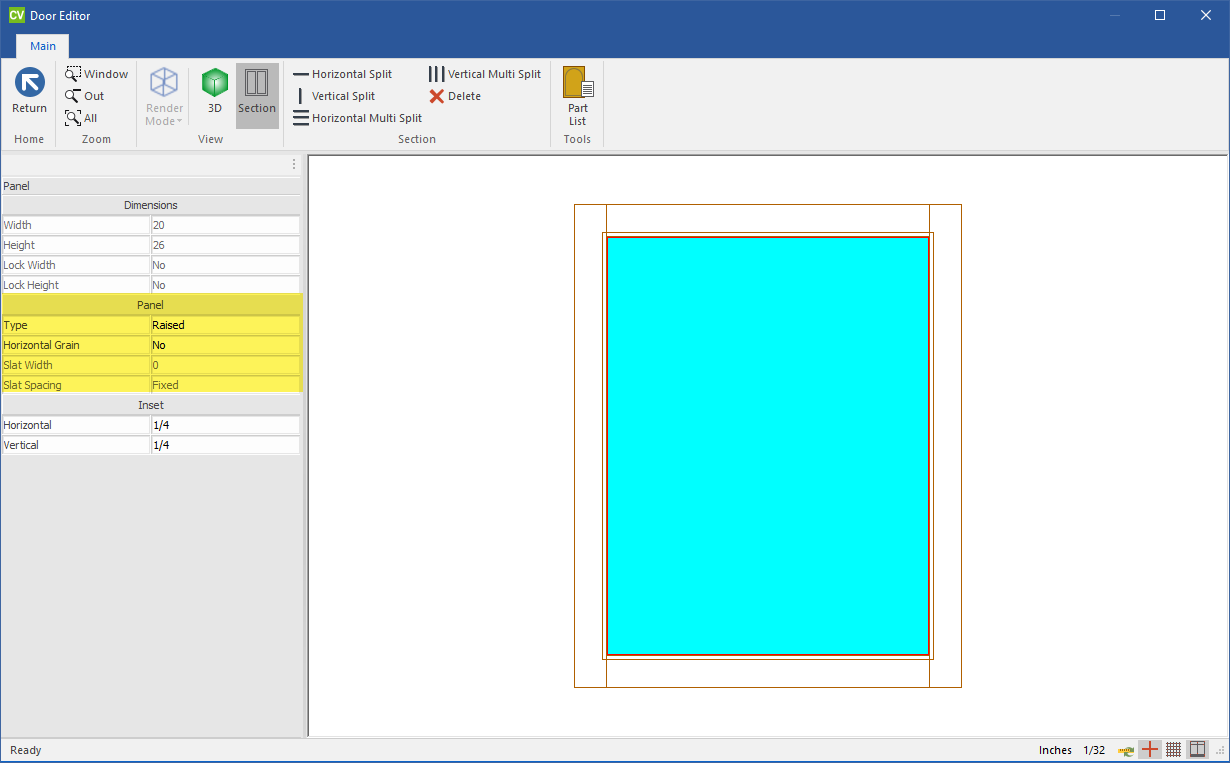 CV Door Editor
Main
Return
Home
Window
Out
All
Zoom
Render
Mode
3D
Section
View
Horizontal Split
Vertical Split
Horizontal Multi Split
Vertical Multi Split
Delete
Section
Part
List
Tools
Panel
Dimensions
Width 20
Height 26
Lock Width No
Lock Height No
Panel
Type Raised
Horizontal Grain No
Slat Width 0
Slat Spacing Fixed
Inset
Horizontal 1/4
Vertical 1/4
Ready
Inches 1/32